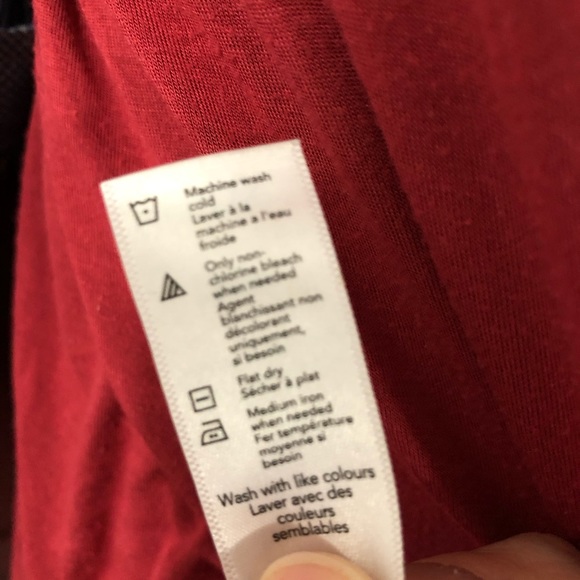 Machine wash
cold
Laver à la
machine a l'eau
froide
Only non-
chlorine bleach
when needed
Agent
blanchissant non
décolorant
uniquement,
si besoin
Flat dry
Sécher à plat
Medium iron
when needed
Fer température
moyenne si
besoin
Wash with like colours
Laver avec des
couleurs
semblables